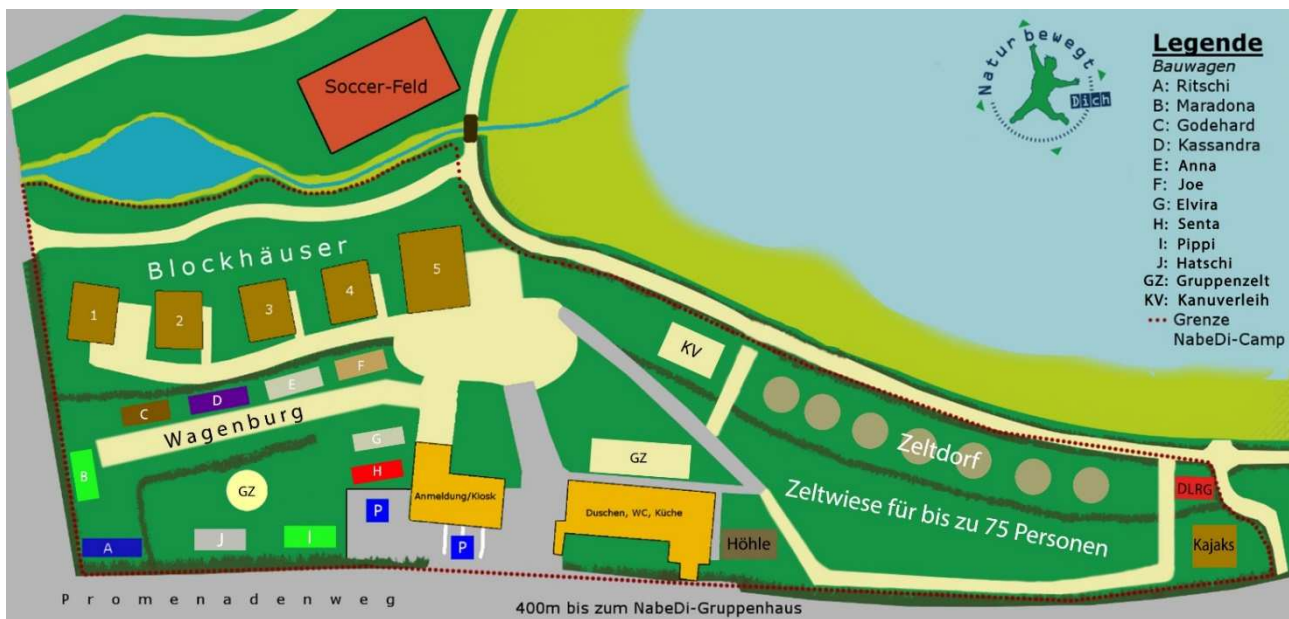 Soccer-Feld
Natur bewegt
Dich
Legende
Bauwagen
A: Ritschi
B: Maradona
C: Godehard
D: Kassandra
E: Anna
F: Joe
G: Elvira
H: Senta
I: Pippi
J: Hatschi
GZ: Gruppenzelt
KV: Kanuverleih
Grenze
NabeDi-Camp
Blockhäuser
1
2
3
4
5
KV
F
E
D
C
Wagenburg
Zeltdorf
G
GZ
B
H
GZ
Anmeldung/Kiosk
DLRG
Zeltwiese für bis zu 75 Personen
P
Duschen, WC, Küche
A
J
I
P
Höhle
Kajaks
Promenadenweg
400m bis zum NabeDi-Gruppenhaus